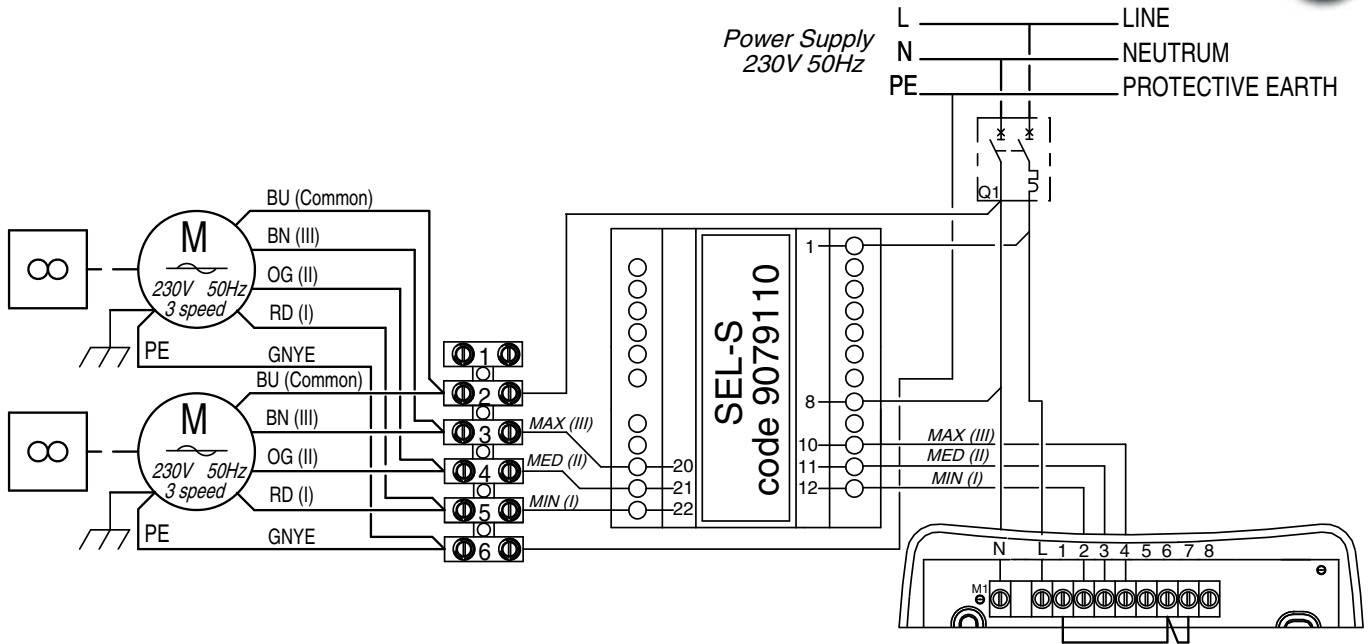 L LINE
Power Supply
230V 50Hz
N NEUTRUM
PE PROTECTIVE EARTH
Q1
BU (Common)
BN (III)
OG (II)
RD (I)
M
230V 50Hz
3 speed
PE
GNYE
BU (Common)
BN (III)
OG (II)
RD (I)
M
230V 50Hz
3 speed
PE
GNYE
1
2
3
4
5
6
MAX (III)
MED (II)
MIN (I)
20
21
22
SEL-S
code 9079110
1
8
10
11
12
MAX (III)
MED (II)
MIN (I)
N L 1 2 3 4 5 6 7 8
M1